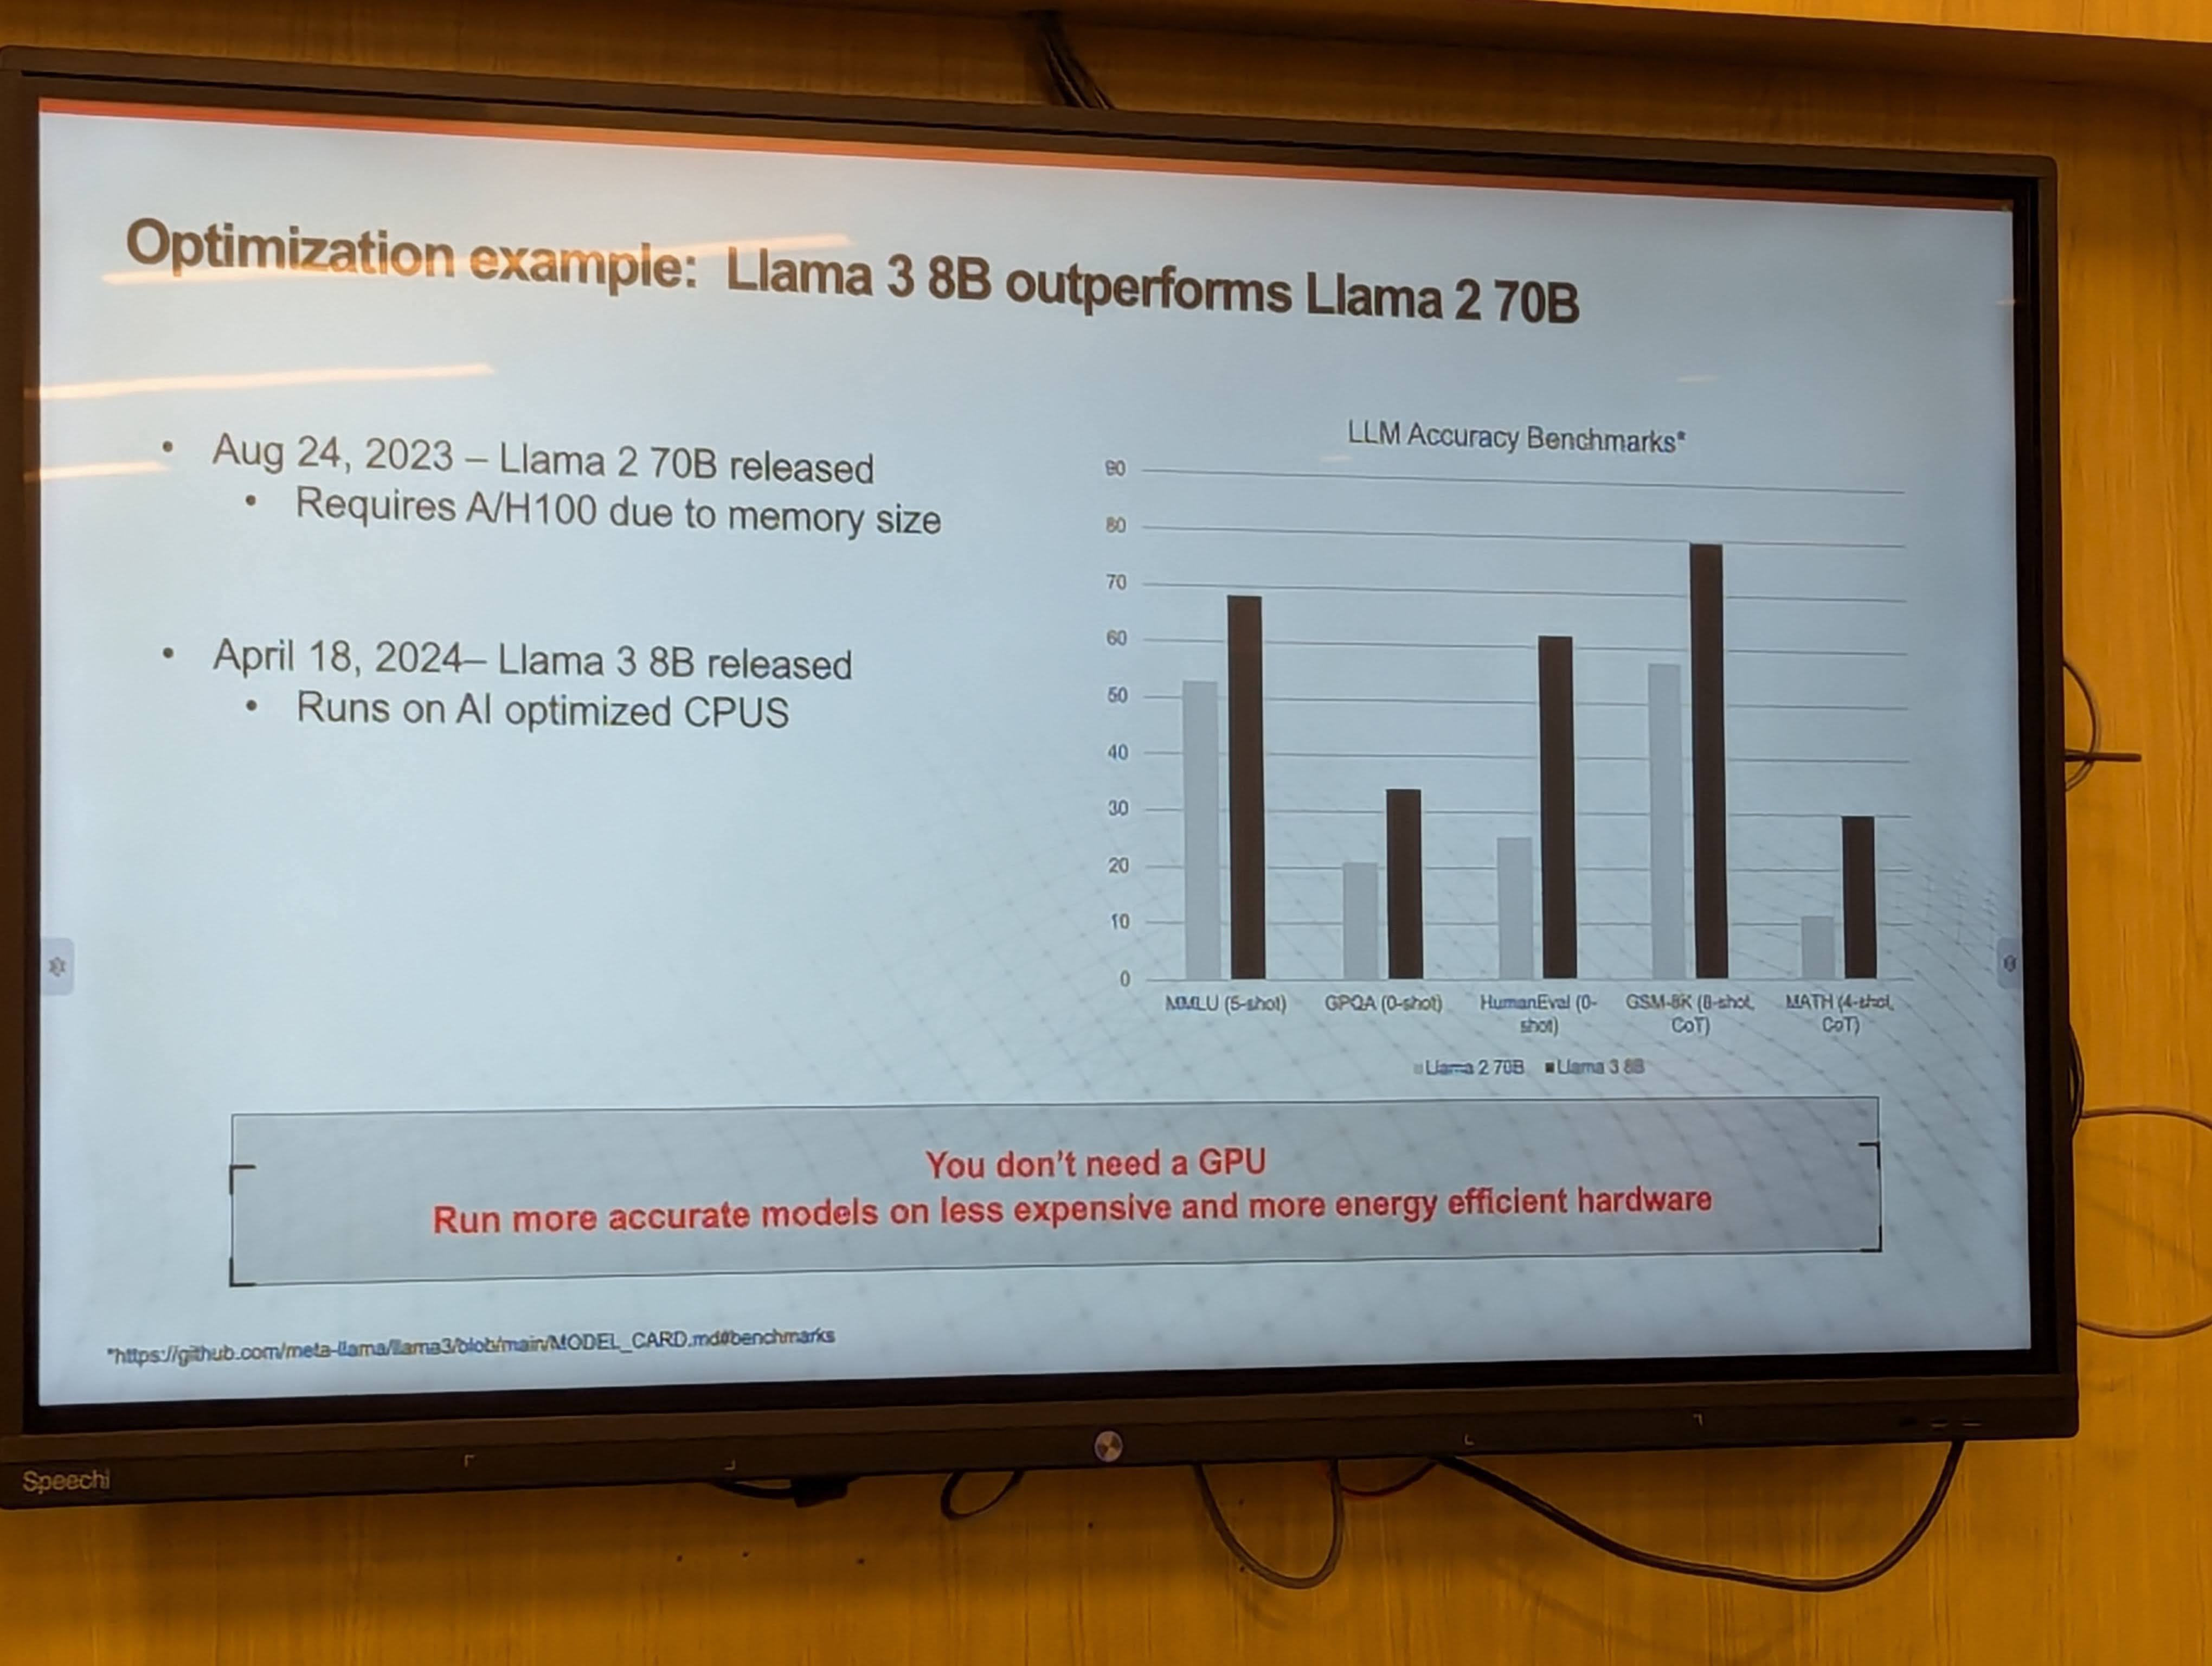 Optimization example: Llama 3 8B outperforms Llama 2 70B
• Aug 24, 2023 – Llama 2 70B released
• Requires A/H100 due to memory size
• April 18, 2024– Llama 3 8B released
• Runs on AI optimized CPUS
LLM Accuracy Benchmarks*
90
80
70
60
50
40
30
20
10
0
MMLU (5-shot)
GPQA (0-shot)
HumanEval (0-
shot)
GSM-8K (8-shot,
CoT)
MATH (4-shot,
CoT)
Llama 2 70B
Llama 3 8B
You don't need a GPU
Run more accurate models on less expensive and more energy efficient hardware
*https://github.com/meta-llama/llama3/blob/main/MODEL_CARD.md#benchmarks
Speechi